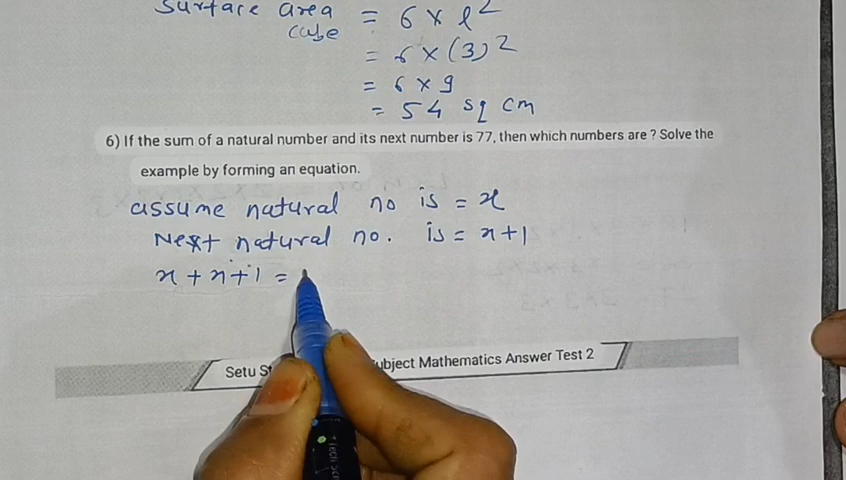 Surface area = 6 × l²
cube
= 6 × (3)²
= 6 × 9
= 54 sq cm
6) If the sum of a natural number and its next number is 77, then which numbers are ? Solve the
example by forming an equation.
assume natural no is = x
Next natural no. is = x+1
x + x + 1 =
Setu
ubject Mathematics Answer Test 2